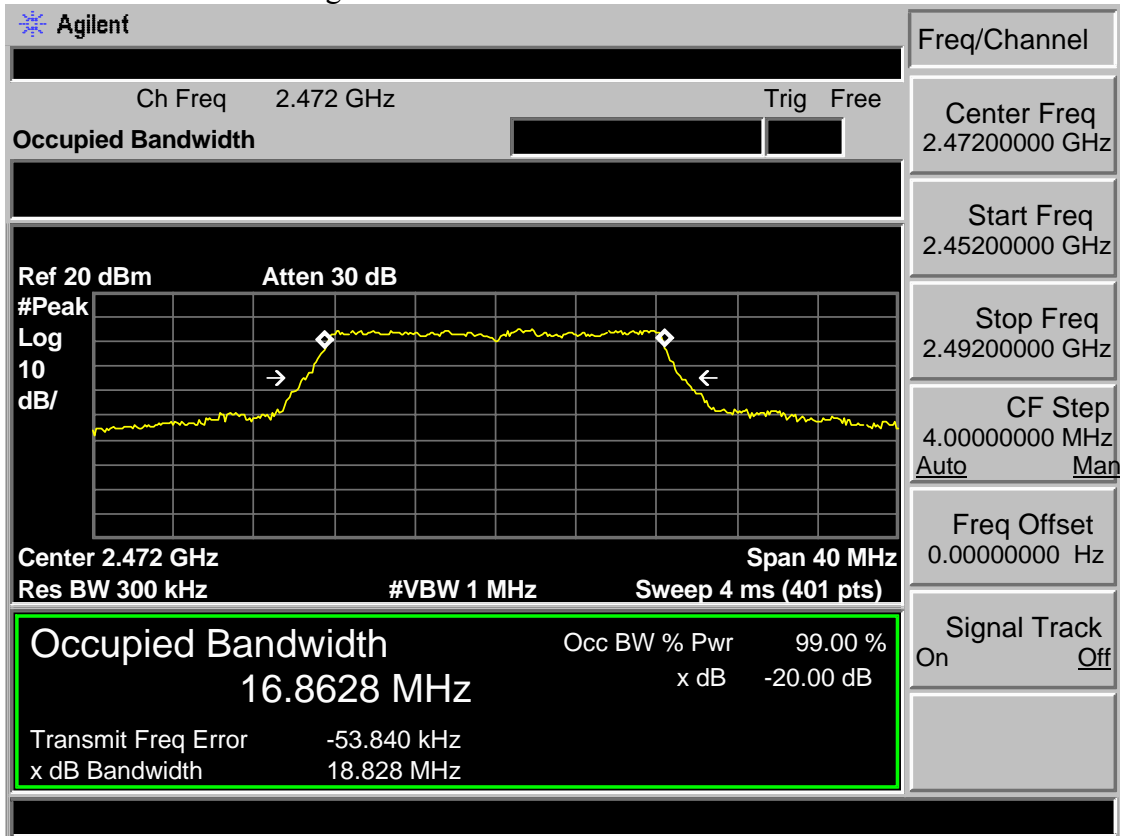 Agilent
Freq/Channel
Ch Freq 2.472 GHz Trig Free
Occupied Bandwidth
Center Freq
2.47200000 GHz
Start Freq
2.45200000 GHz
Ref 20 dBm Atten 30 dB
#Peak
Log
10
dB/
Stop Freq
2.49200000 GHz
CF Step
4.00000000 MHz
Auto Man
Center 2.472 GHz Span 40 MHz
Res BW 300 kHz #VBW 1 MHz Sweep 4 ms (401 pts)
Freq Offset
0.00000000 Hz
Occupied Bandwidth
16.8628 MHz
Occ BW % Pwr 99.00 %
x dB -20.00 dB
Transmit Freq Error -53.840 kHz
x dB Bandwidth 18.828 MHz
Signal Track
On Off